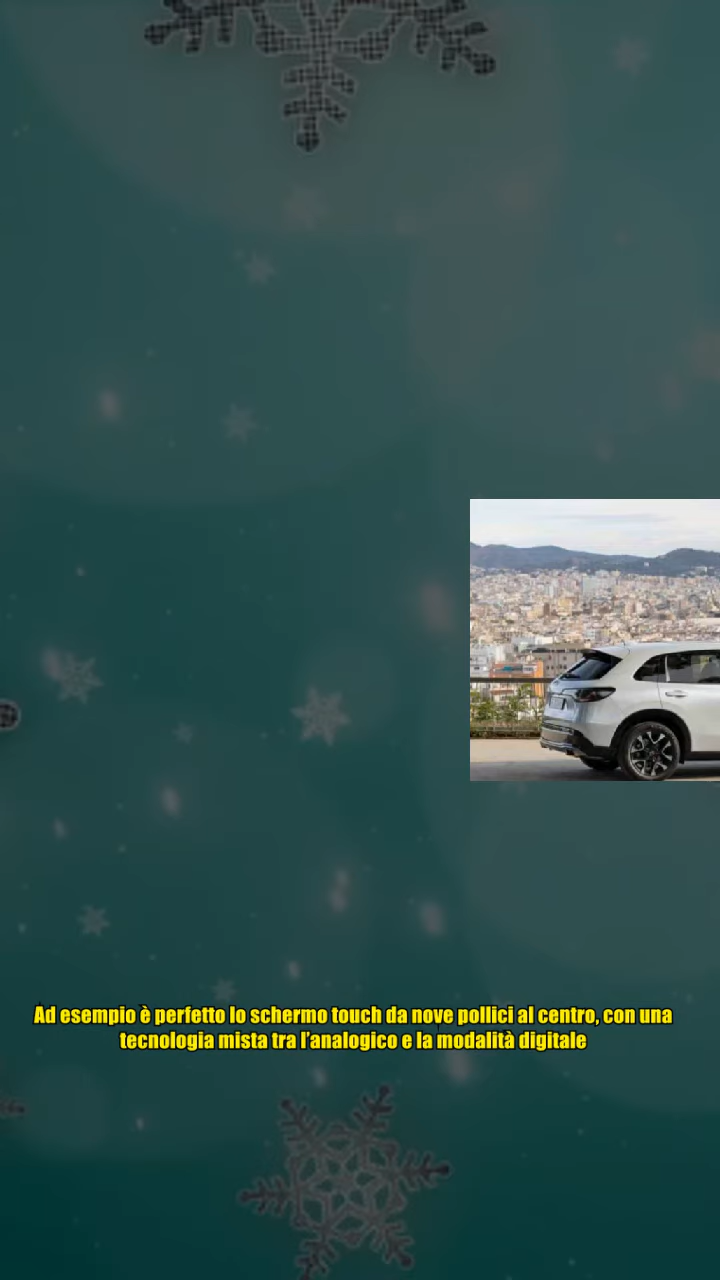 Ad esempio è perfetto lo schermo touch da nove pollici al centro, con una
tecnologia mista tra l'analogico e la modalità digitale